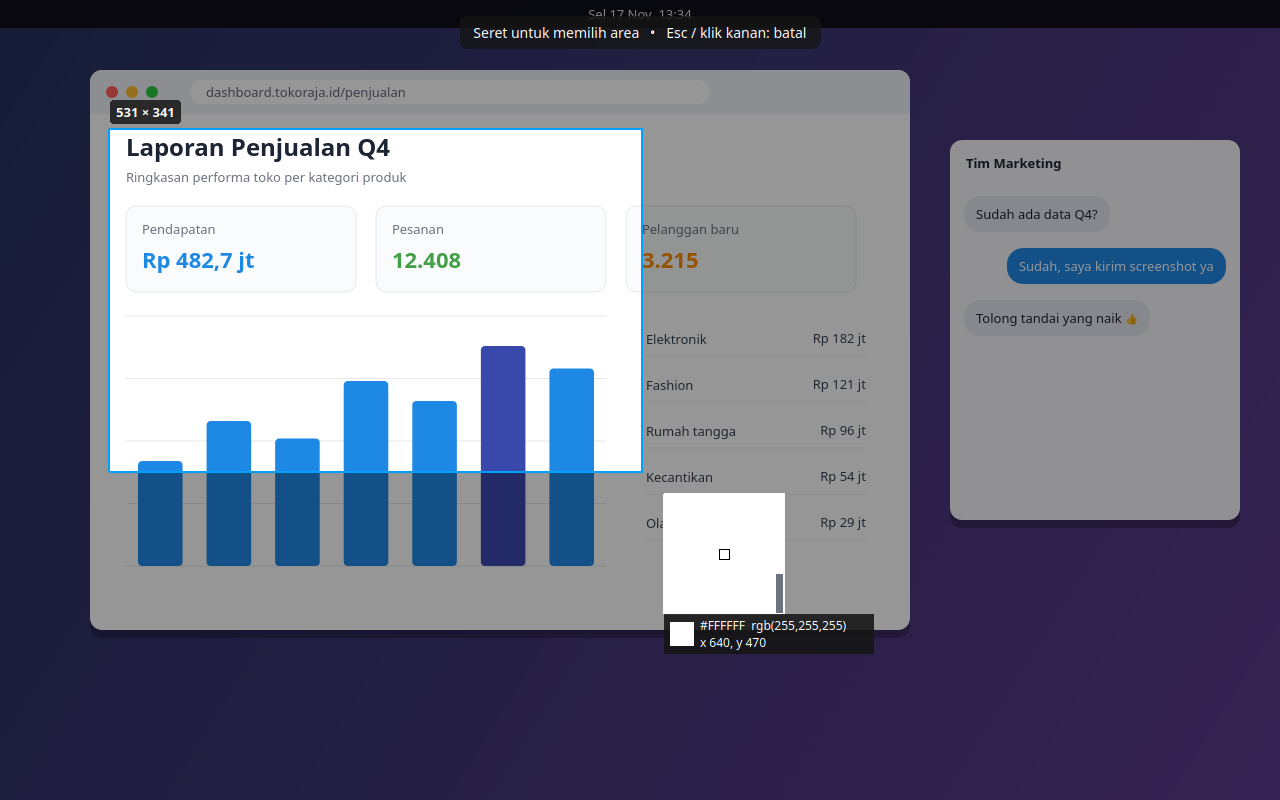 Sel 17 Nov 13:34
Seret untuk memilih area • Esc / klik kanan: batal
dashboard.tokoraja.id/penjualan
531 × 341
Laporan Penjualan Q4
Ringkasan performa toko per kategori produk
Pendapatan
Rp 482,7 jt
Pesanan
12.408
Pelanggan baru
3.215
Elektronik Rp 182 jt
Fashion Rp 121 jt
Rumah tangga Rp 96 jt
Kecantikan Rp 54 jt
Rp 29 jt
#FFFFFF rgb(255,255,255)
x 640, y 470
Tim Marketing
Sudah ada data Q4?
Sudah, saya kirim screenshot ya
Tolong tandai yang naik 👍